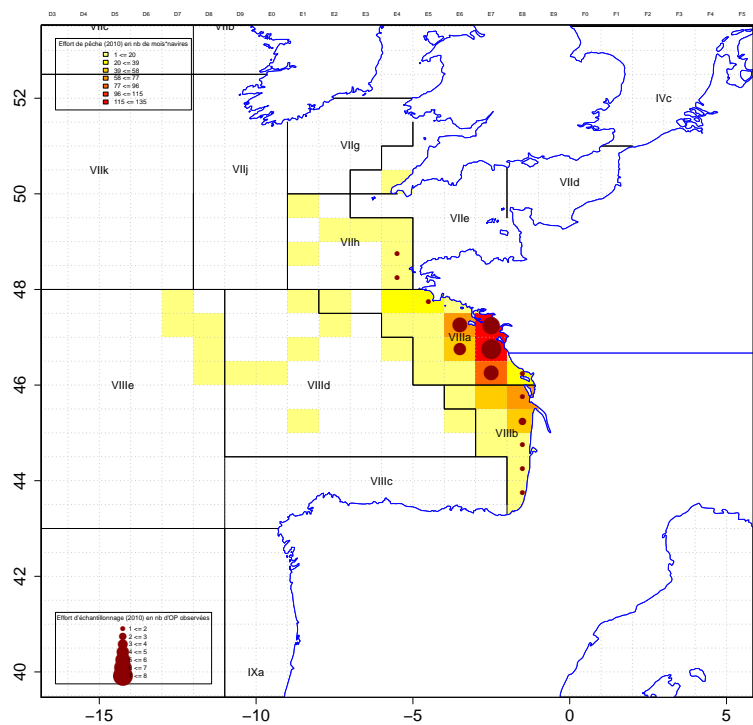 D3 D4 D5 D6 D7 D8 D9 E0 E1 E2 E3 E4 E5 E6 E7 E8 E9 F0 F1 F2 F3 F4 F5
VIIc
VIIb
Effort de pêche (2010) en nb de mois*navires
1 <= 20
20 <= 39
39 <= 58
58 <= 77
77 <= 96
96 <= 115
115 <= 135
IVc
VIIg
VIIk
VIIj
VIId
VIIe
VIIh
VIIIa
VIIIe
VIIId
VIIIb
VIIIc
IXa
52
50
48
46
44
42
40
Effort d'échantillonnage (2010) en nb d'OP observées
1 <= 2
2 <= 3
3 <= 4
4 <= 5
5 <= 6
6 <= 7
7 <= 8
−15 −10 −5 0 5